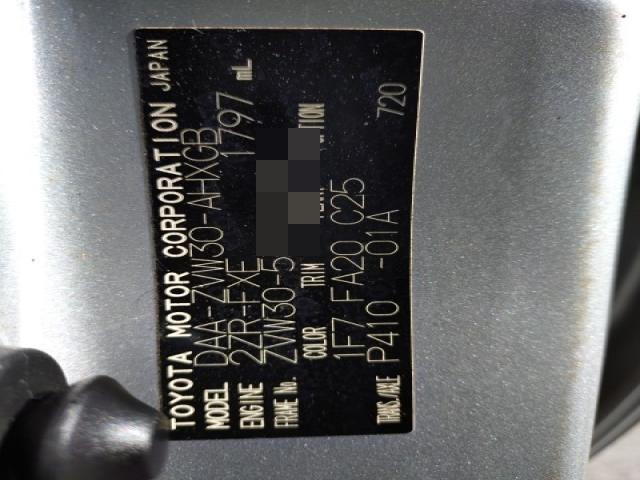 TOYOTA MOTOR CORPORATION JAPAN
MODEL DAA-ZVW30-AHXGB
ENGINE 2ZR-FXE 1797 mL
FRAME No. ZVW30-5
COLOR TRIM
1F7 FA20 C25
TRANS./AXLE P410 -01A 720